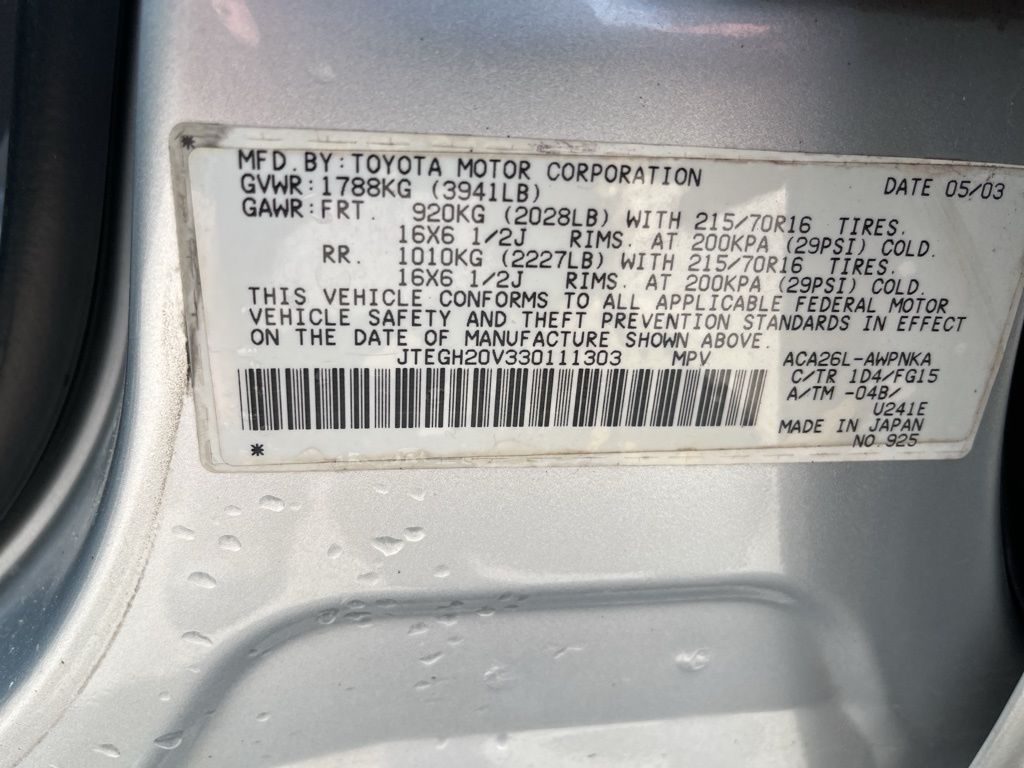 MFD. BY: TOYOTA MOTOR CORPORATION DATE 05/03
GVWR: 1788KG (3941LB)
GAWR: FRT. 920KG (2028LB) WITH 215/70R16 TIRES.
16X6 1/2J RIMS. AT 200KPA (29PSI) COLD.
RR. 1010KG (2227LB) WITH 215/70R16 TIRES.
16X6 1/2J RIMS. AT 200KPA (29PSI) COLD.
THIS VEHICLE CONFORMS TO ALL APPLICABLE FEDERAL MOTOR
VEHICLE SAFETY AND THEFT PREVENTION STANDARDS IN EFFECT
ON THE DATE OF MANUFACTURE SHOWN ABOVE.
JTEGH20V330111303 MPV ACA26L-AWPNKA
C/TR 1D4/FG15
A/TM -04B/
U241E
MADE IN JAPAN
NO. 925